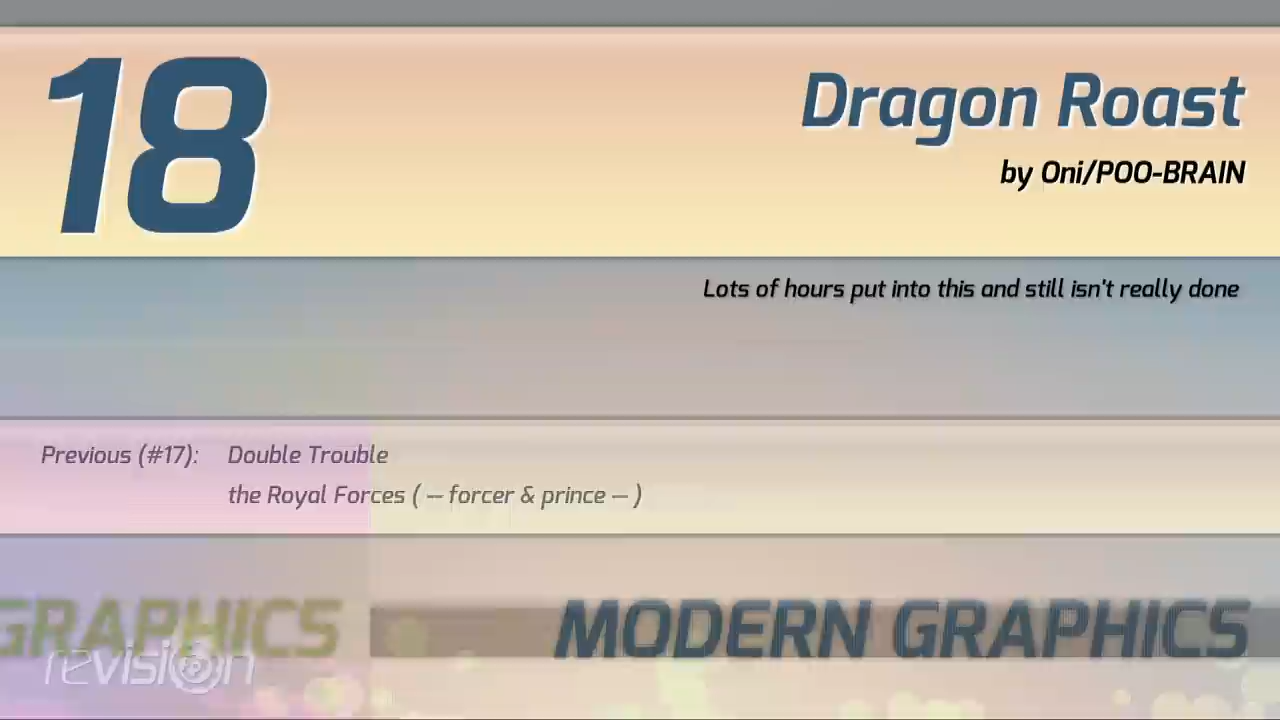 18
Dragon Roast
by Oni/POO-BRAIN
Lots of hours put into this and still isn't really done
Previous (#17): Double Trouble
the Royal Forces ( -- forcer & prince -- )
GRAPHICS MODERN GRAPHICS
revision